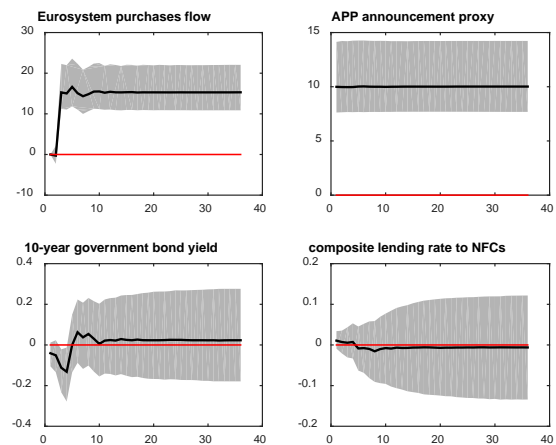 Eurosystem purchases flow
30
20
10
0
-10
0 10 20 30 40
APP announcement proxy
15
10
5
0
0 10 20 30 40
10-year government bond yield
0.4
0.2
0
-0.2
-0.4
0 10 20 30 40
composite lending rate to NFCs
0.2
0.1
0
-0.1
-0.2
0 10 20 30 40